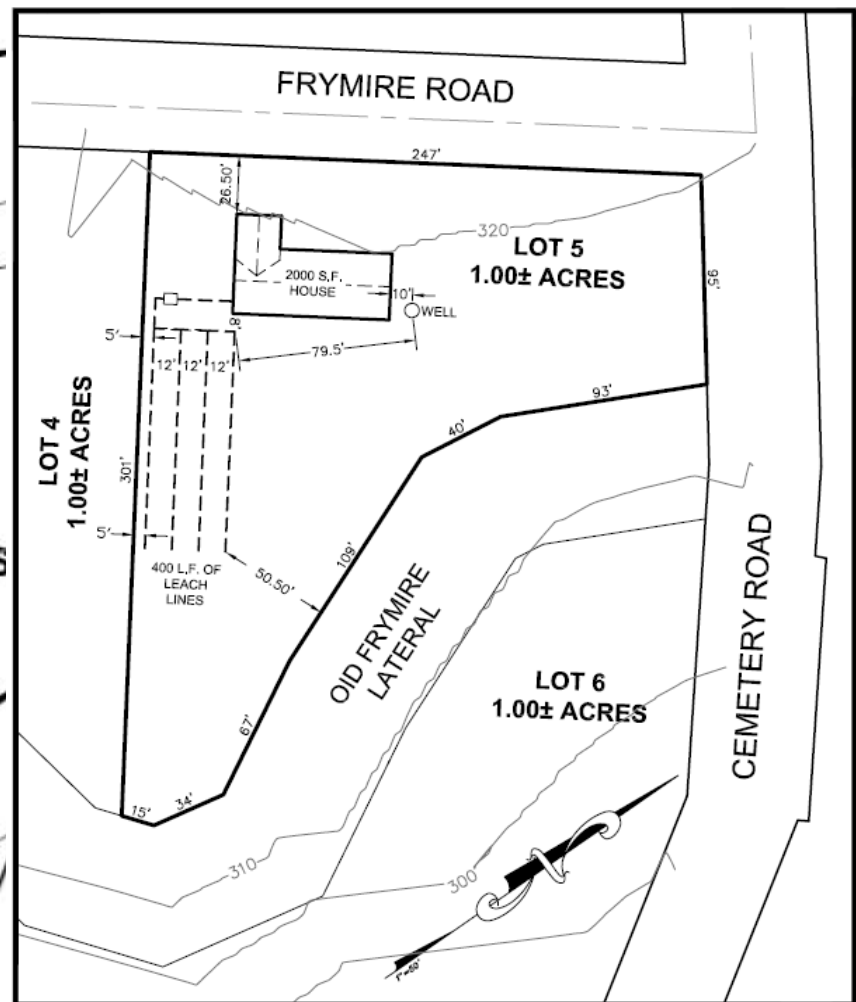 FRYMIRE ROAD
247'
26.50'
320
LOT 5
1.00± ACRES
2000 S.F.
HOUSE
10'
WELL
95'
8'
5'
12'
12'
12'
79.5'
93'
40'
LOT 4
1.00± ACRES
301'
5'
400 L.F. OF
LEACH
LINES
50.50'
109'
OID FRYMIRE
LATERAL
CEMETERY ROAD
LOT 6
1.00± ACRES
67'
34'
15'
310
300
N
1"=50'